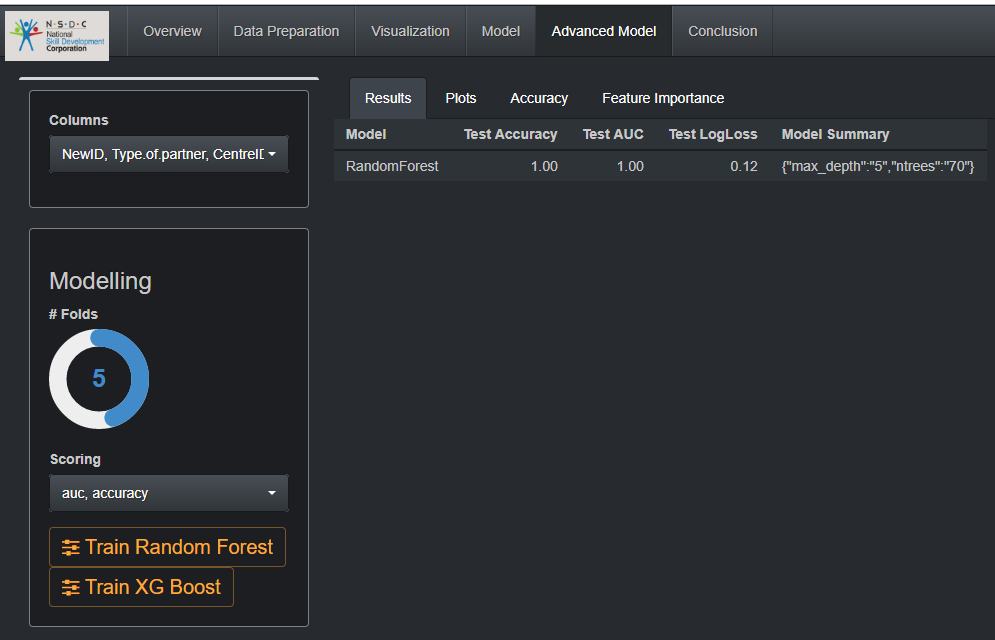 N·S·D·C
National
Skill Development
Corporation
Overview
Data Preparation
Visualization
Model
Advanced Model
Conclusion
Columns
NewID, Type.of.partner, CentreID
Modelling
# Folds
5
Scoring
auc, accuracy
Train Random Forest
Train XG Boost
Results
Plots
Accuracy
Feature Importance
Model Test Accuracy Test AUC Test LogLoss Model Summary
RandomForest 1.00 1.00 0.12 {"max_depth":"5","ntrees":"70"}